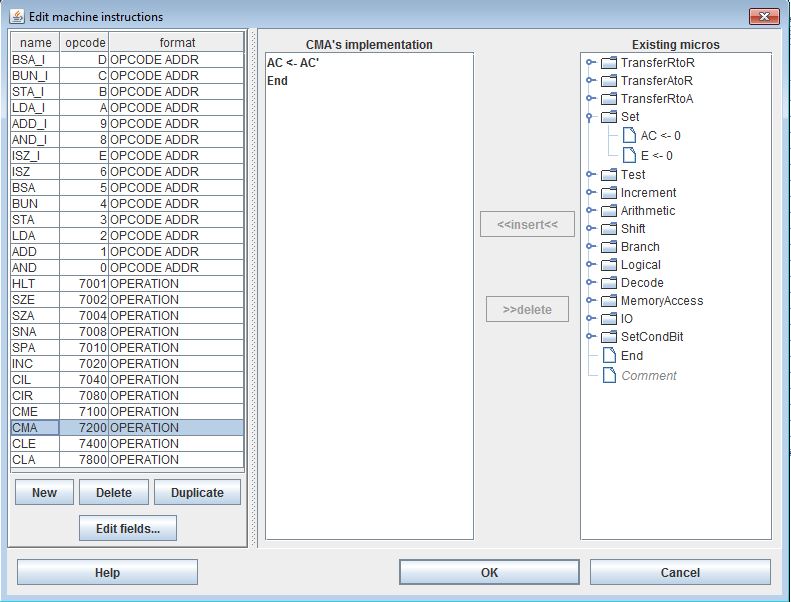 Edit machine instructions
name opcode format
BSA_I D OPCODE ADDR
BUN_I C OPCODE ADDR
STA_I B OPCODE ADDR
LDA_I A OPCODE ADDR
ADD_I 9 OPCODE ADDR
AND_I 8 OPCODE ADDR
ISZ_I E OPCODE ADDR
ISZ 6 OPCODE ADDR
BSA 5 OPCODE ADDR
BUN 4 OPCODE ADDR
STA 3 OPCODE ADDR
LDA 2 OPCODE ADDR
ADD 1 OPCODE ADDR
AND 0 OPCODE ADDR
HLT 7001 OPERATION
SZE 7002 OPERATION
SZA 7004 OPERATION
SNA 7008 OPERATION
SPA 7010 OPERATION
INC 7020 OPERATION
CIL 7040 OPERATION
CIR 7080 OPERATION
CME 7100 OPERATION
CMA 7200 OPERATION
CLE 7400 OPERATION
CLA 7800 OPERATION
New Delete Duplicate
Edit fields...
CMA's implementation
AC <- AC'
End
<<insert<<
>>delete
Existing micros
TransferRtoR
TransferAtoR
TransferRtoA
Set
AC <- 0
E <- 0
Test
Increment
Arithmetic
Shift
Branch
Logical
Decode
MemoryAccess
IO
SetCondBit
End
Comment
Help OK Cancel